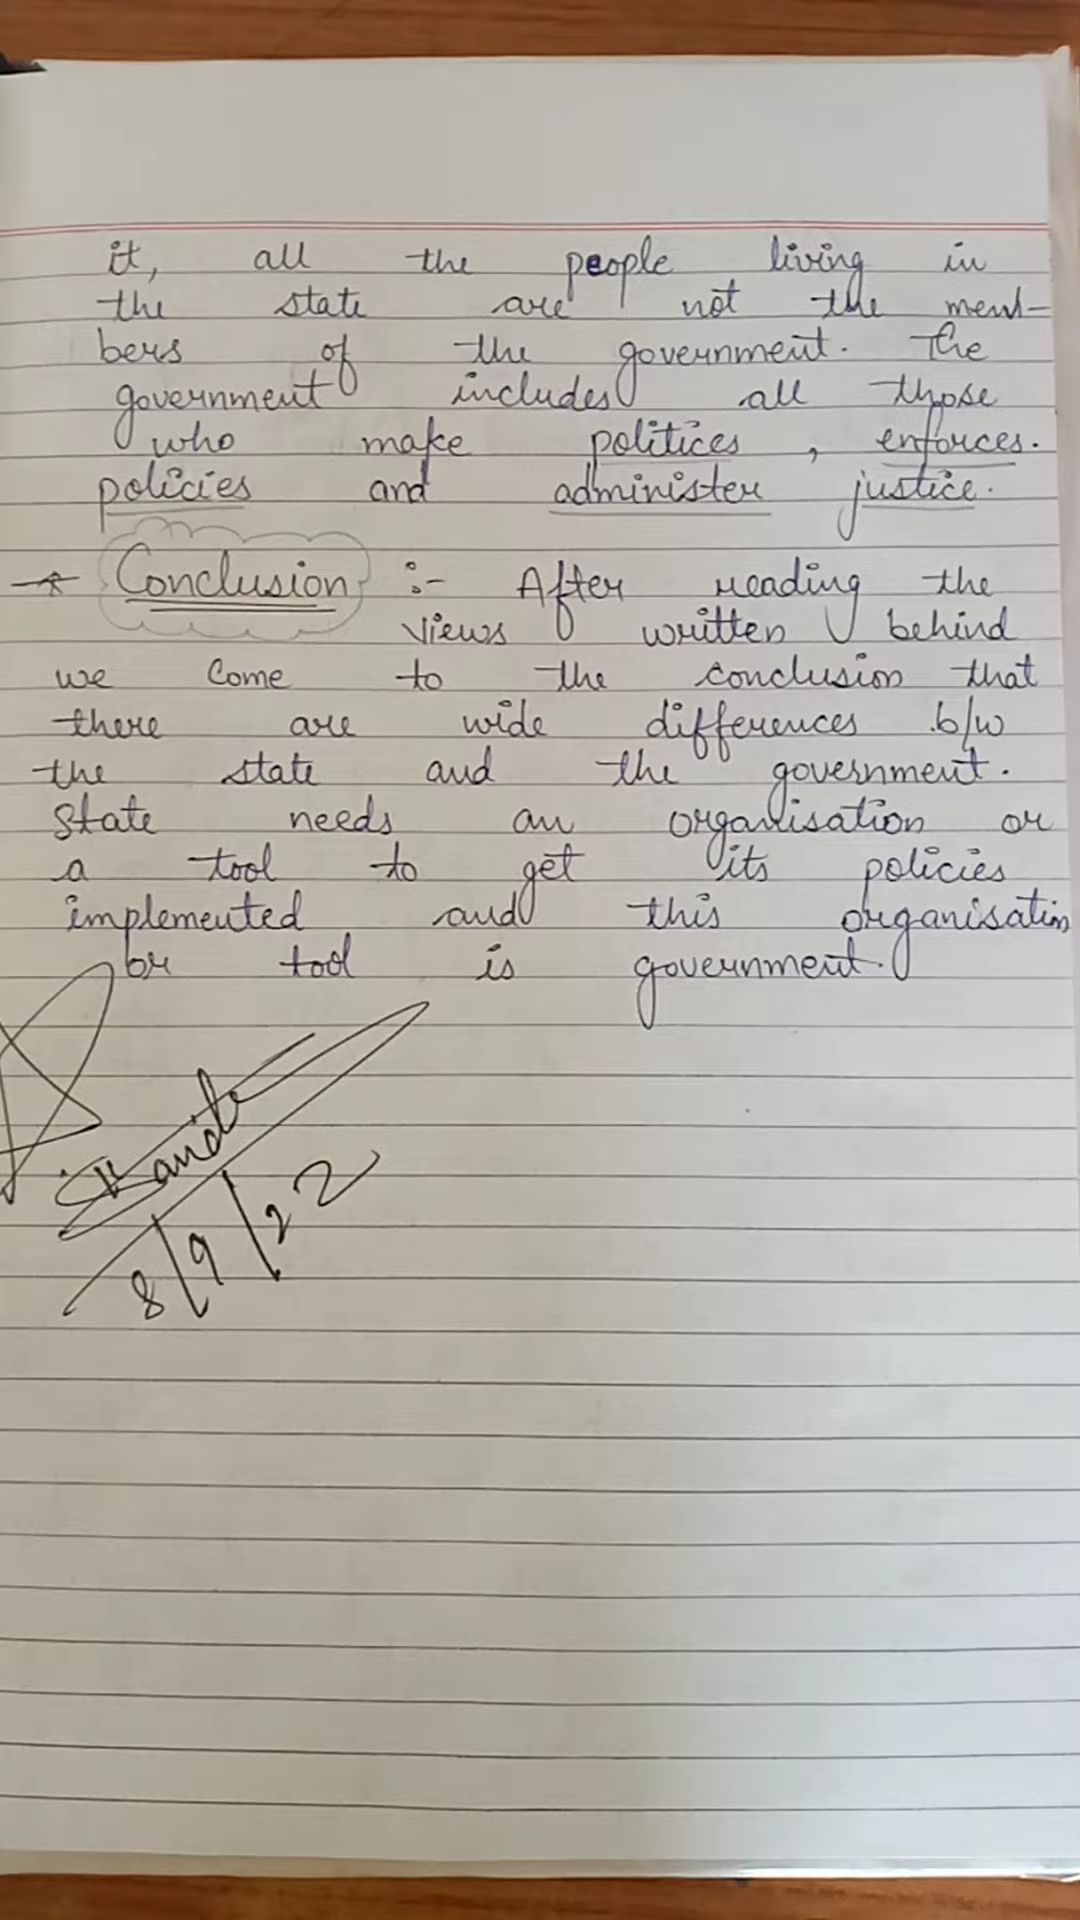 it, all the people living in
the state are not the mem-
bers of the government. The
government includes all those
who make politices, enforces.
policies and administer justice.
Conclusion :- After reading the
views written behind
we come to the conclusion that
there are wide differences b/w
the state and the government.
State needs an organisation or
a tool to get its policies
implemented and this organisation
or tool is government.
8/9/22